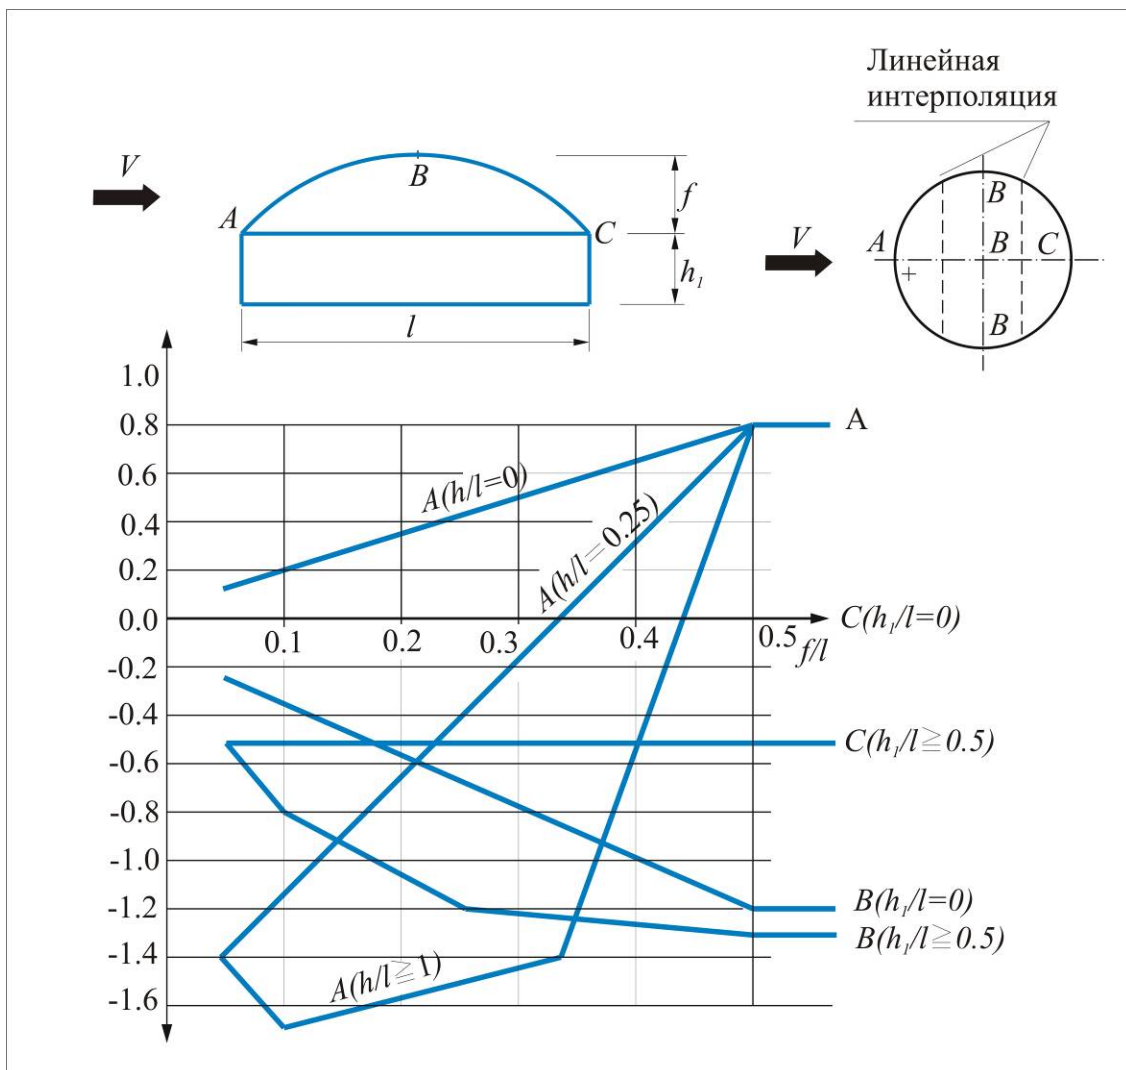 Линейная
интерполяция
V
B
f
A
C
h₁
l
V
A
B
B
C
B
+
1.0
0.8
0.6
0.4
0.2
0.0
-0.2
-0.4
-0.6
-0.8
-1.0
-1.2
-1.4
-1.6
0.1
0.2
0.3
0.4
0.5
f/l
A
A(h/l=0)
A(h/l=0.25)
A(h/l≧1)
C(h₁/l=0)
C(h₁/l≧0.5)
B(h₁/l=0)
B(h₁/l≧0.5)